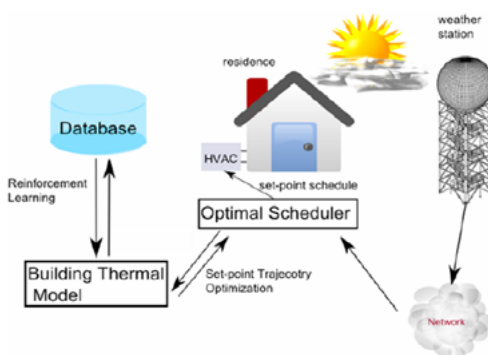 weather
station
residence
Database
HVAC
Reinforcement
Learning
set-point schedule
Optimal Scheduler
Building Thermal
Model
Set-point Trajecotry
Optimization
Network